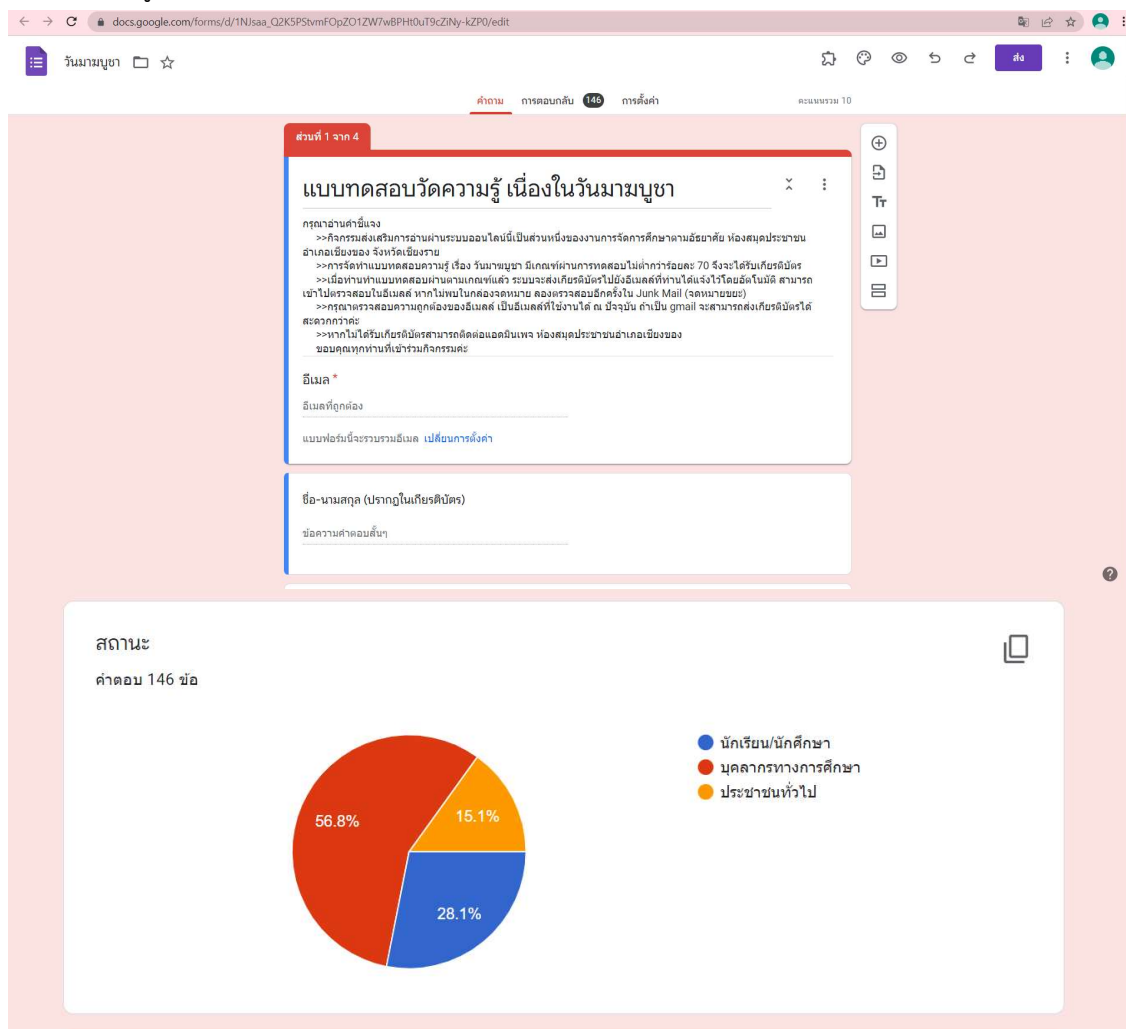 docs.google.com/forms/d/1NJsaa_Q2K5PStvmFOpZO1ZW7wBPHt0uT9cZiNy-kZP0/edit
วันมาฆบูชา
ส่ง
คำถาม การตอบกลับ 146 การตั้งค่า คะแนนรวม 10
ส่วนที่ 1 จาก 4
แบบทดสอบวัดความรู้ เนื่องในวันมาฆบูชา
กรุณาอ่านคำชี้แจง
>>กิจกรรมส่งเสริมการอ่านผ่านระบบออนไลน์นี้เป็นส่วนหนึ่งของงานการจัดการศึกษาตามอัธยาศัย ห้องสมุดประชาชน
อำเภอเชียงของ จังหวัดเชียงราย
>>การจัดทำแบบทดสอบความรู้ เรื่อง วันมาฆบูชา มีเกณฑ์ผ่านการทดสอบไม่ต่ำกว่าร้อยละ 70 จึงจะได้รับเกียรติบัตร
>>เมื่อท่านทำแบบทดสอบผ่านตามเกณฑ์แล้ว ระบบจะส่งเกียรติบัตรไปยังอีเมลล์ที่ท่านได้แจ้งไว้โดยอัตโนมัติ สามารถ
เข้าไปตรวจสอบในอีเมลล์ หากไม่พบในกล่องจดหมาย ลองตรวจสอบอีกครั้งใน Junk Mail (จดหมายขยะ)
>>กรุณาตรวจสอบความถูกต้องของอีเมลล์ เป็นอีเมลล์ที่ใช้งานได้ ณ ปัจจุบัน ถ้าเป็น gmail จะสามารถส่งเกียรติบัตรได้
สะดวกกว่าค่ะ
>>หากไม่ได้รับเกียรติบัตรสามารถติดต่อแอดมินเพจ ห้องสมุดประชาชนอำเภอเชียงของ
ขอบคุณทุกท่านที่เข้าร่วมกิจกรรมค่ะ
อีเมล *
อีเมลที่ถูกต้อง
แบบฟอร์มนี้จะรวบรวมอีเมล เปลี่ยนการตั้งค่า
ชื่อ-นามสกุล (ปรากฏในเกียรติบัตร)
ข้อความคำตอบสั้นๆ
สถานะ
คำตอบ 146 ข้อ
นักเรียน/นักศึกษา
บุคลากรทางการศึกษา
ประชาชนทั่วไป
56.8%
15.1%
28.1%